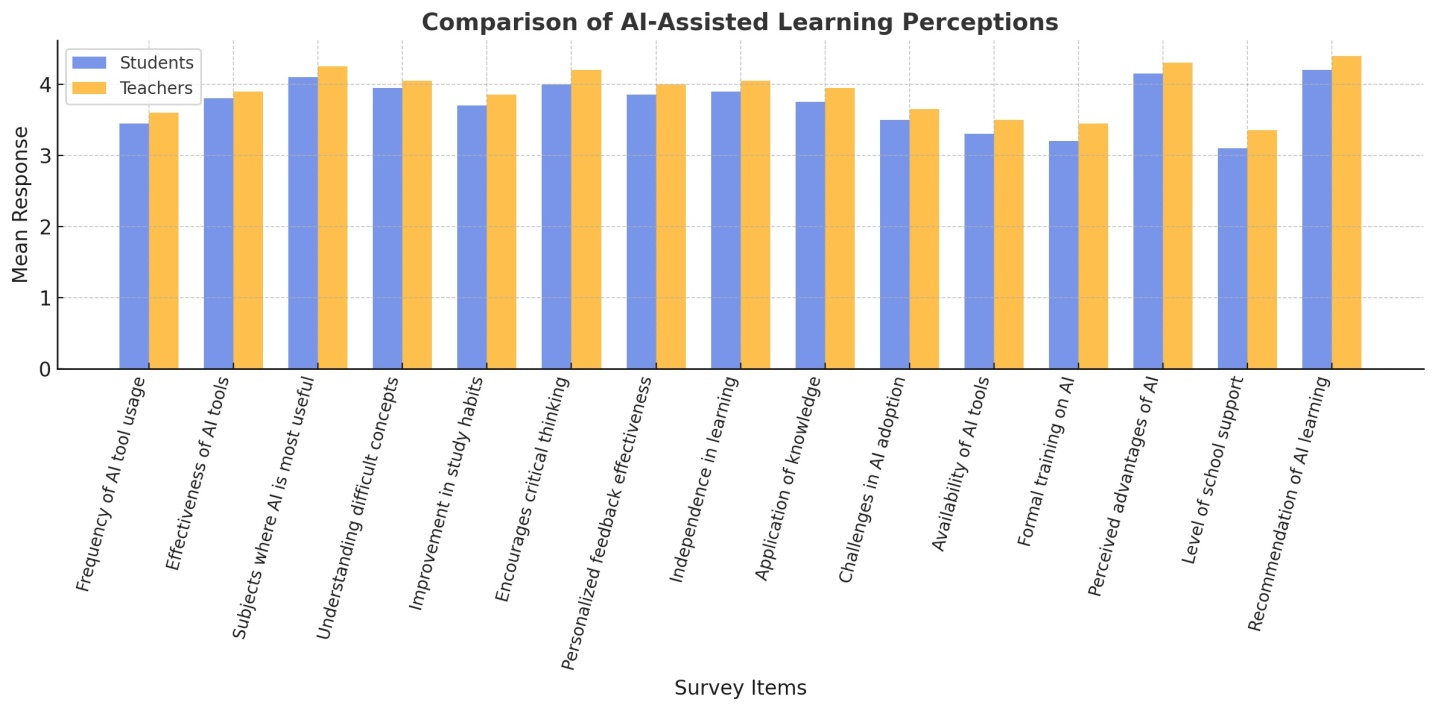 Comparison of AI-Assisted Learning Perceptions
Students
Teachers
Mean Response
4
3
2
1
0
Frequency of AI tool usage
Effectiveness of AI tools
Subjects where AI is most useful
Understanding difficult concepts
Improvement in study habits
Encourages critical thinking
Personalized feedback effectiveness
Independence in learning
Application of knowledge
Challenges in AI adoption
Availability of AI tools
Formal training on AI
Perceived advantages of AI
Level of school support
Recommendation of AI learning
Survey Items